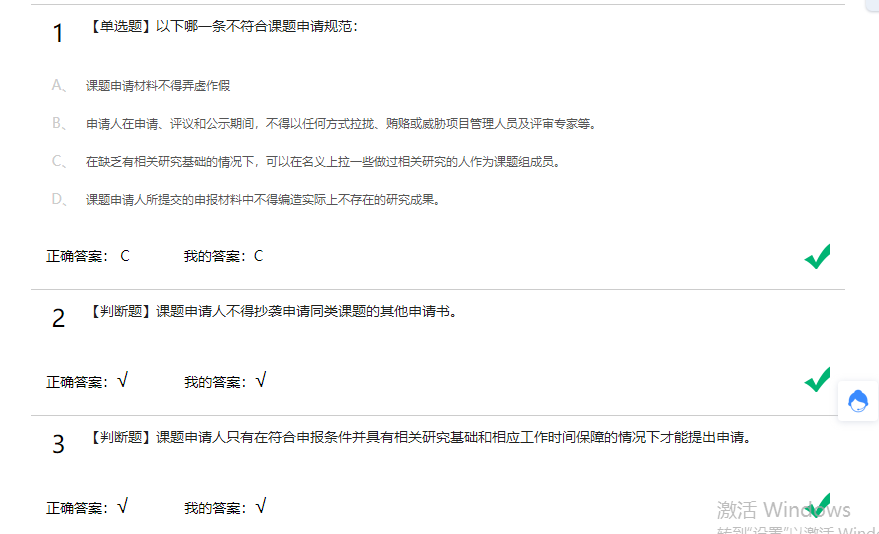 1
【单选题】以下哪一条不符合课题申请规范：
A、 课题申请材料不得弄虚作假
B、 申请人在申请、评议和公示期间，不得以任何方式拉拢、贿赂或威胁项目管理人员及评审专家等。
C、 在缺乏有相关研究基础的情况下，可以在名义上拉一些做过相关研究的人作为课题组成员。
D、 课题申请人所提交的申报材料中不得编造实际上不存在的研究成果。
正确答案： C 我的答案：C
2
【判断题】课题申请人不得抄袭申请同类课题的其他申请书。
正确答案：√ 我的答案：√
3
【判断题】课题申请人只有在符合申报条件并具有相关研究基础和相应工作时间保障的情况下才能提出申请。
正确答案：√ 我的答案：√
激活 Windows
转到"设置"以激活 Windo